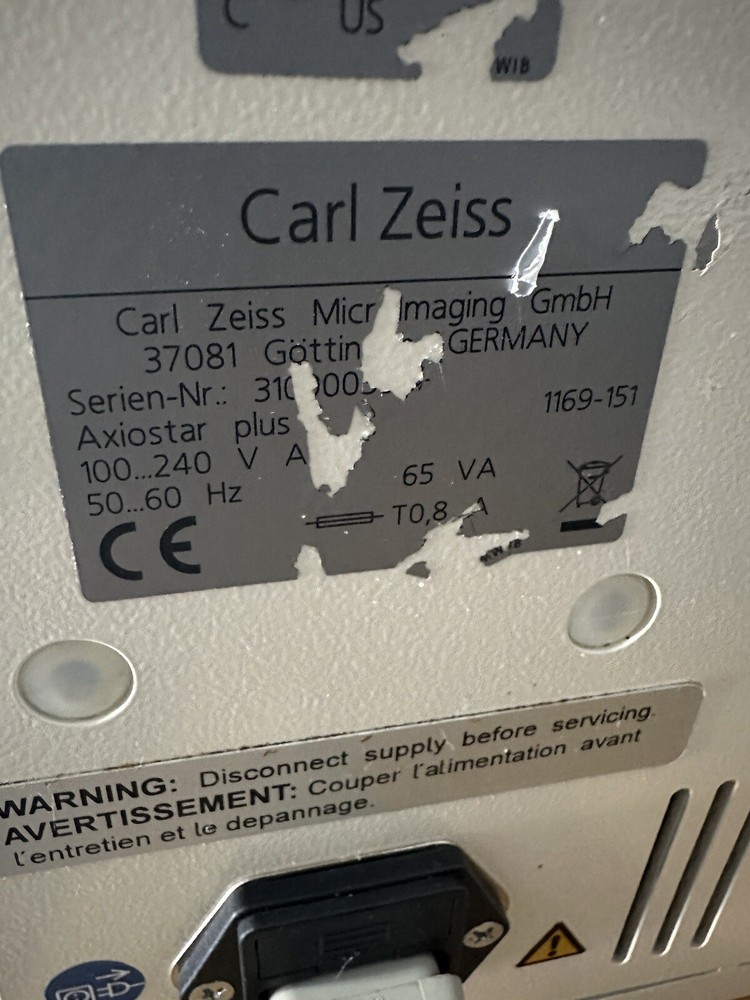 C US
WIB
Carl Zeiss
Carl Zeiss Micr Imaging GmbH
37081 Göttin GERMANY
Serien-Nr.:
1169-151
Axiostar plus
100...240 V A
65 VA
50...60 Hz
T0,8 A
CE
WARNING: Disconnect supply before servicing.
AVERTISSEMENT: Couper l'alimentation avant
l'entretien et le depannage.